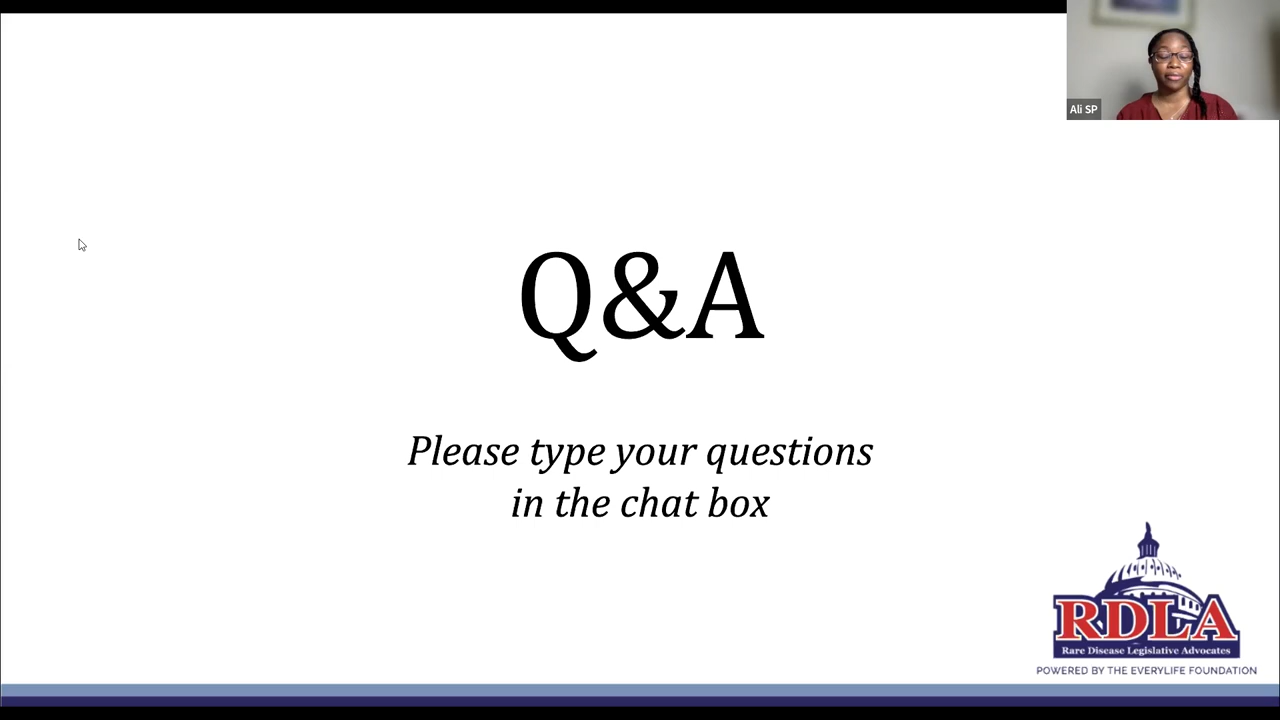 Ali SP
Q&A
Please type your questions
in the chat box
RDLA
Rare Disease Legislative Advocates
POWERED BY THE EVERYLIFE FOUNDATION